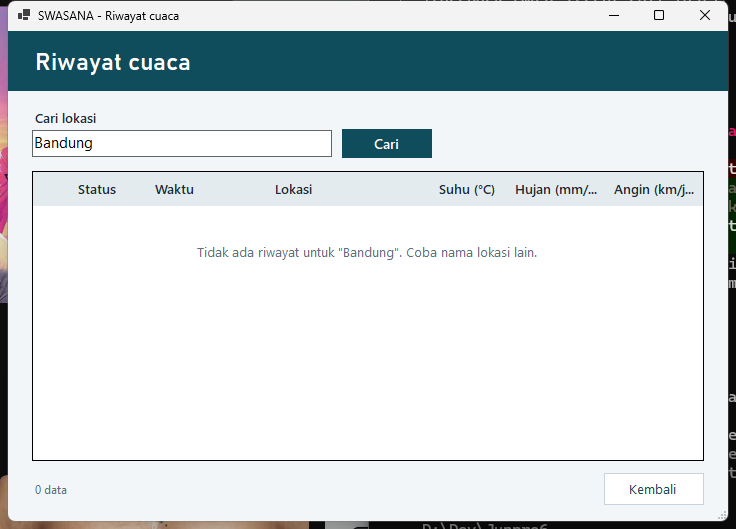 SWASANA - Riwayat cuaca
Riwayat cuaca
Cari lokasi
Bandung
Cari
Status Waktu Lokasi Suhu (°C) Hujan (mm/... Angin (km/j...
Tidak ada riwayat untuk "Bandung". Coba nama lokasi lain.
0 data
Kembali